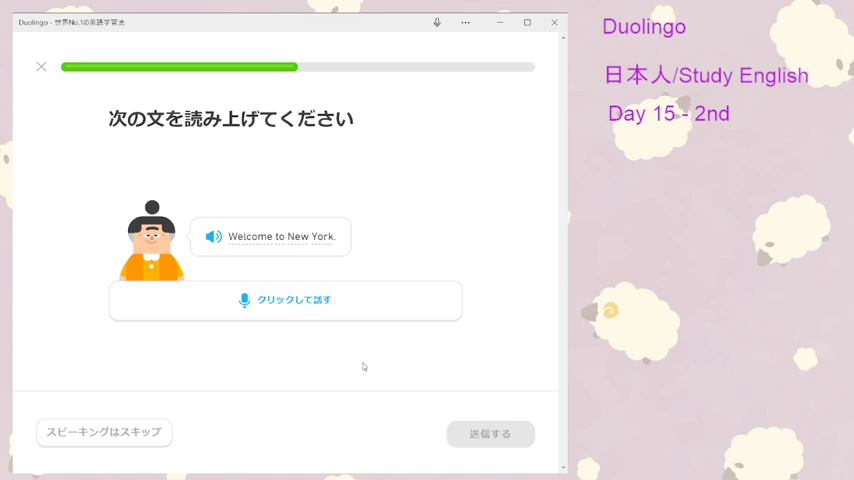 Duolingo - 世界No.1の英語学習法
次の文を読み上げてください
Welcome to New York.
クリックして話す
スピーキングはスキップ
送信する
Duolingo
日本人/Study English
Day 15 - 2nd